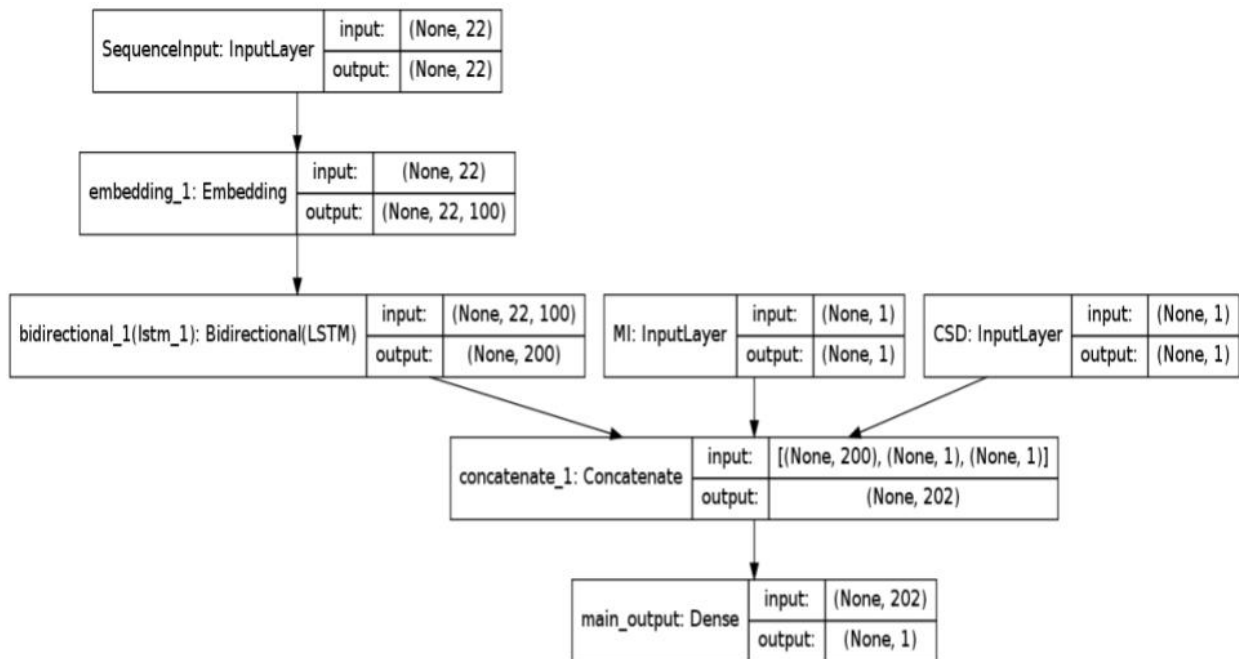 SequenceInput: InputLayer
input: (None, 22)
output: (None, 22)
embedding_1: Embedding
input: (None, 22)
output: (None, 22, 100)
bidirectional_1(lstm_1): Bidirectional(LSTM)
input: (None, 22, 100)
output: (None, 200)
MI: InputLayer
input: (None, 1)
output: (None, 1)
CSD: InputLayer
input: (None, 1)
output: (None, 1)
concatenate_1: Concatenate
input: [(None, 200), (None, 1), (None, 1)]
output: (None, 202)
main_output: Dense
input: (None, 202)
output: (None, 1)